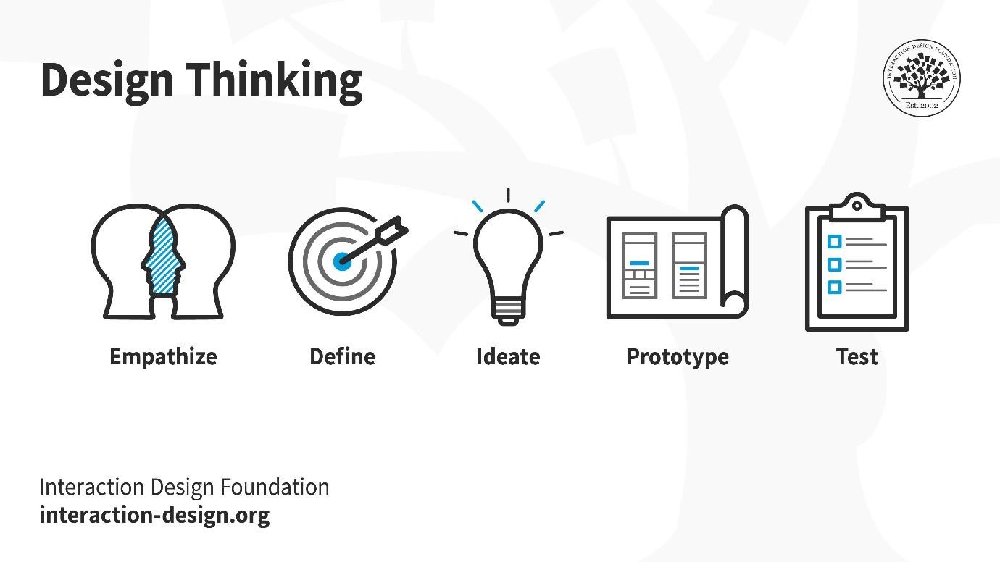 Design Thinking
INTERACTION DESIGN FOUNDATION
Est. 2002
Empathize
Define
Ideate
Prototype
Test
Interaction Design Foundation
interaction-design.org